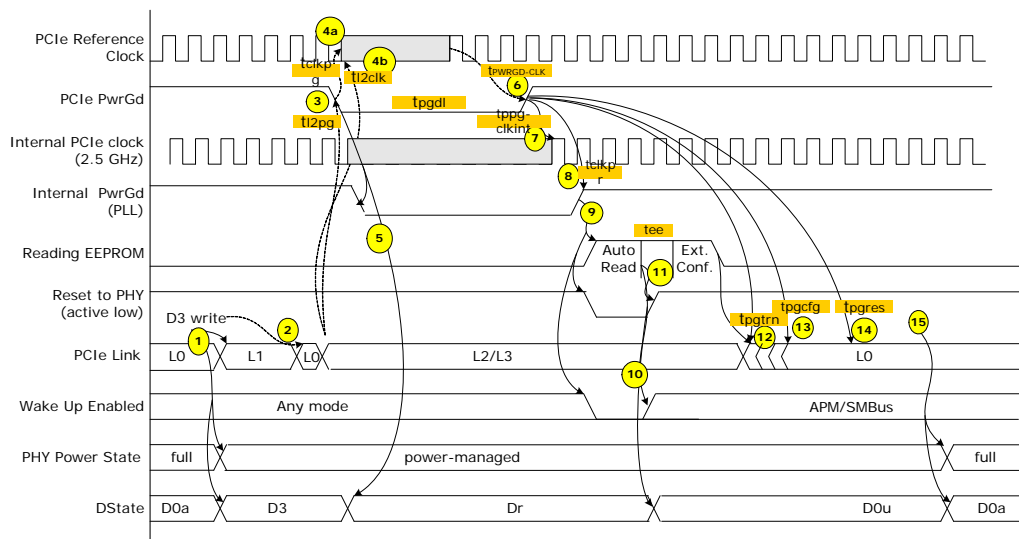 4a
PCIe Reference
Clock
4b
tclkp-
g
tl2clk
tPWRGD-CLK
6
PCIe PwrGd
3
tpgdl
tl2pg
tppg-
clkint
7
Internal PCIe clock
(2.5 GHz)
8
tclkp
r
Internal PwrGd
(PLL)
9
5
tee
Reading EEPROM
Auto
Read
Ext.
Conf.
11
Reset to PHY
(active low)
D3 write
1
2
tpgtrn
tpgcfg
tpgres
12
13
14
15
PCIe Link
L0
L1
L0
L2/L3
L0
10
Wake Up Enabled
Any mode
APM/SMBus
PHY Power State
full
power-managed
full
DState
D0a
D3
Dr
D0u
D0a